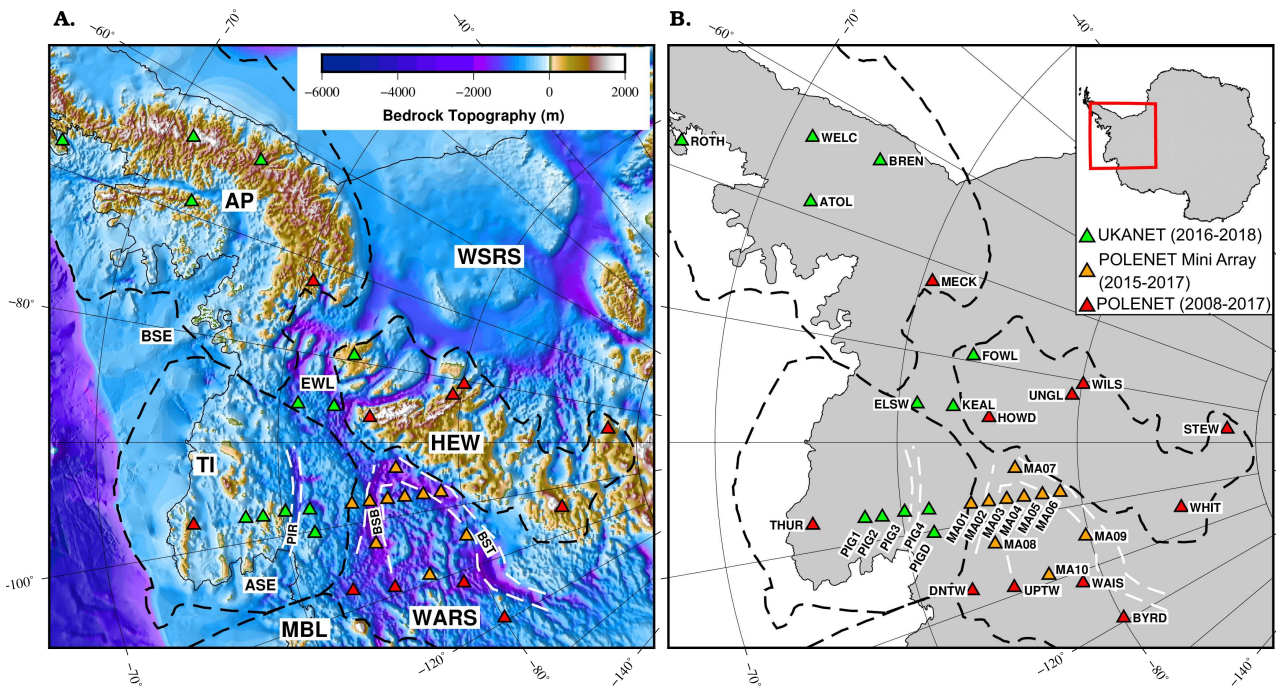 A.
−60°
−70°
−40°
−6000
−4000
−2000
0
2000
Bedrock Topography (m)
AP
WSRS
−80°
BSE
EWL
HEW
TI
PIR
BSB
BST
ASE
−100°
MBL
WARS
−70°
−120°
−80°
−140°
B.
−60°
−70°
−40°
ROTH
WELC
BREN
ATOL
UKANET (2016-2018)
POLENET Mini Array
(2015-2017)
POLENET (2008-2017)
MECK
FOWL
WILS
UNGL
ELSW
KEAL
HOWD
STEW
MA07
THUR
PIG1
PIG2
PIG3
PIG4
PIGD
MA01
MA02
MA03
MA04
MA05
MA06
WHIT
MA08
MA09
MA10
DNTW
UPTW
WAIS
BYRD
−70°
−120°
−80°
−140°